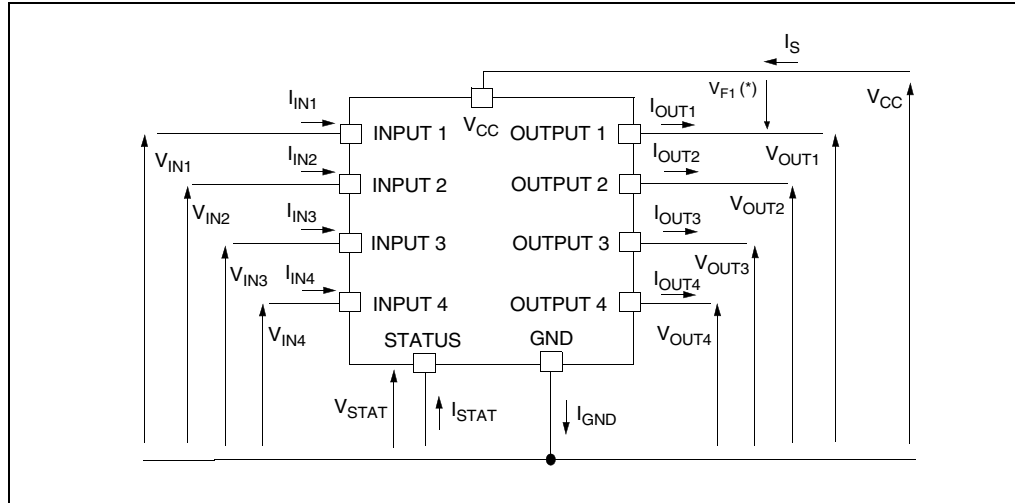 I_S
V_F1 (*)
V_CC
I_IN1
I_OUT1
INPUT 1
V_CC
OUTPUT 1
V_IN1
I_IN2
I_OUT2
V_OUT1
INPUT 2
OUTPUT 2
V_IN2
V_OUT2
I_IN3
I_OUT3
INPUT 3
OUTPUT 3
V_IN3
V_OUT3
I_IN4
I_OUT4
INPUT 4
OUTPUT 4
V_IN4
STATUS
GND
V_OUT4
V_STAT
I_STAT
I_GND